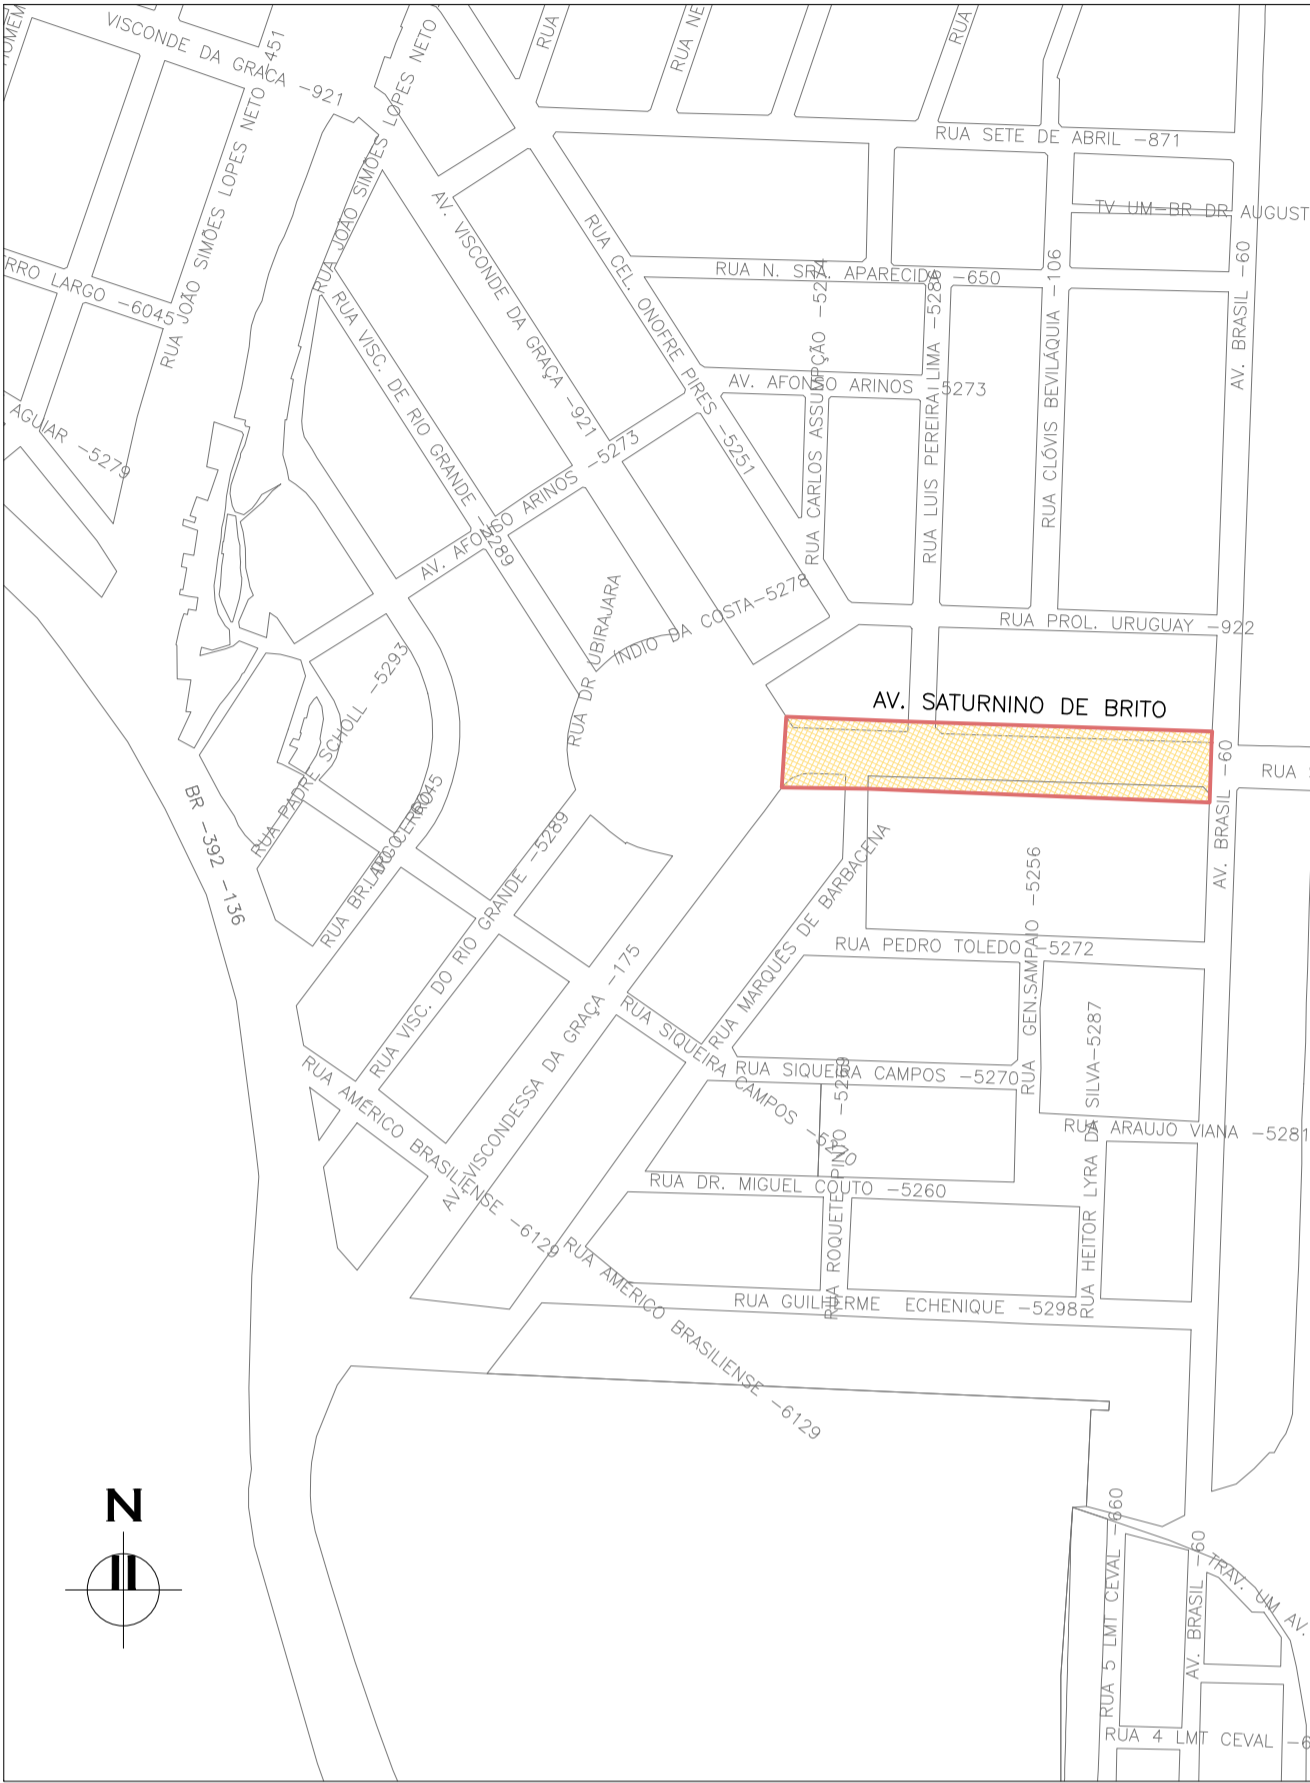 VISCONDE DA GRAÇA -921
RUA JOÃO SIMÕES LOPES NETO -451
RUA JOÃO SIMÕES LOPES NETO
RUA
RUA NE
RUA
RUA SETE DE ABRIL -871
TV UM-BR DR AUGUST
AV. VISCONDE DA GRAÇA -921
RUA CEL. ONOFRE PIRES -5251
RUA N. SRA. APARECIDA -650
RRO LARGO -6045
RUA VISC. DE RIO GRANDE -5289
RUA CARLOS ASSUMPÇÃO -5274
RUA LUIS PEREIRA LIMA -5288
RUA CLÓVIS BEVILÁQUIA -106
AV. BRASIL -60
AV. AFONSO ARINOS -5273
AGUIAR -5279
AV. AFONSO ARINOS -5273
RUA DR UBIRAJARA
ÍNDIO DA COSTA-5278
RUA PROL. URUGUAY -922
RUA PADRE SCHOLL -5293
AV. SATURNINO DE BRITO
AV. BRASIL -60
RUA
BR -392 -136
LARGO -6045
RUA VISC. DO RIO GRANDE -5289
RUA MARQUÊS DE BARBACENA
RUA GEN.SAMPAIO -5256
RUA PEDRO TOLEDO -5272
AV. VISCONDESSA DA GRAÇA -175
RUA SIQUEIRA CAMPOS -5270
RUA SIQUEIRA CAMPOS -5270
RUA HEITOR LYRA DA SILVA-5287
RUA AMÉRICO BRASILIENSE -6129
RUA ARAUJO VIANA -5281
RUA DR. MIGUEL COUTO -5260
RUA ROQUETE PINTO
RUA AMÉRICO BRASILIENSE -6129
RUA GUILHERME ECHENIQUE -5298
N
RUA 5 LMT CEVAL -660
AV. BRASIL -60
TRAV. UM AV.
RUA 4 LMT CEVAL -6